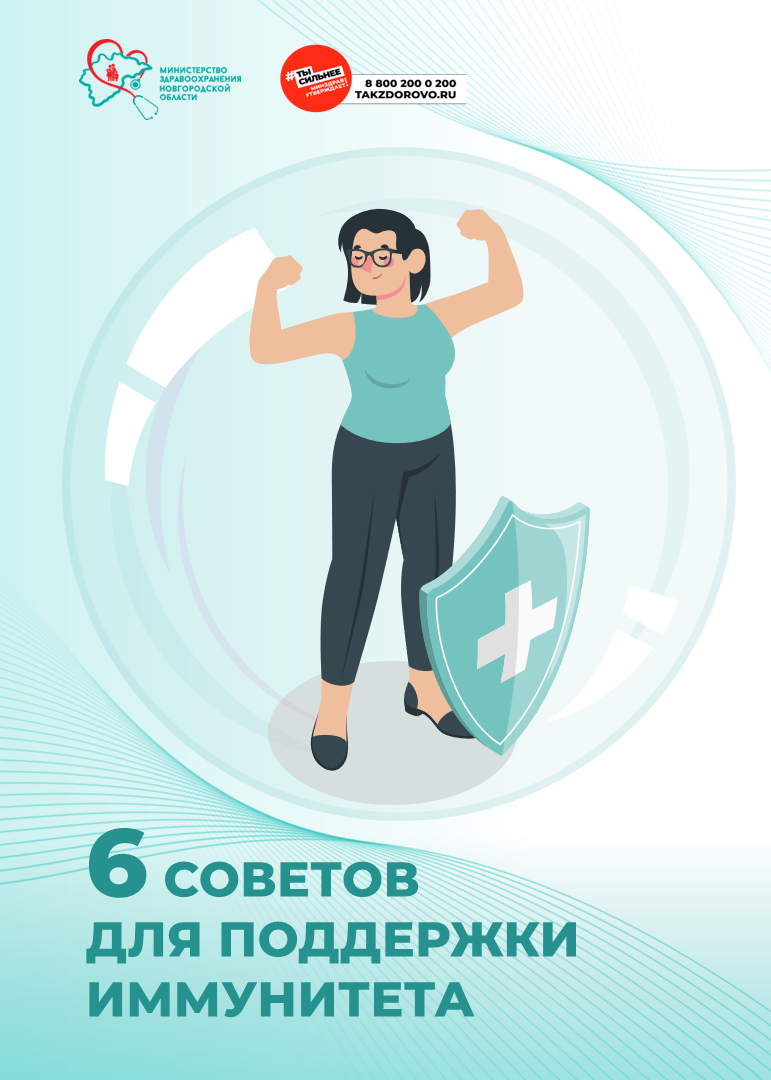 МИНИСТЕРСТВО
ЗДРАВООХРАНЕНИЯ
НОВГОРОДСКОЙ
ОБЛАСТИ
#ТЫ
СИЛЬНЕЕ
МИНЗДРАВ
УТВЕРЖДАЕТ!
8 800 200 0 200
TAKZDOROVO.RU
6 СОВЕТОВ
ДЛЯ ПОДДЕРЖКИ
ИММУНИТЕТА